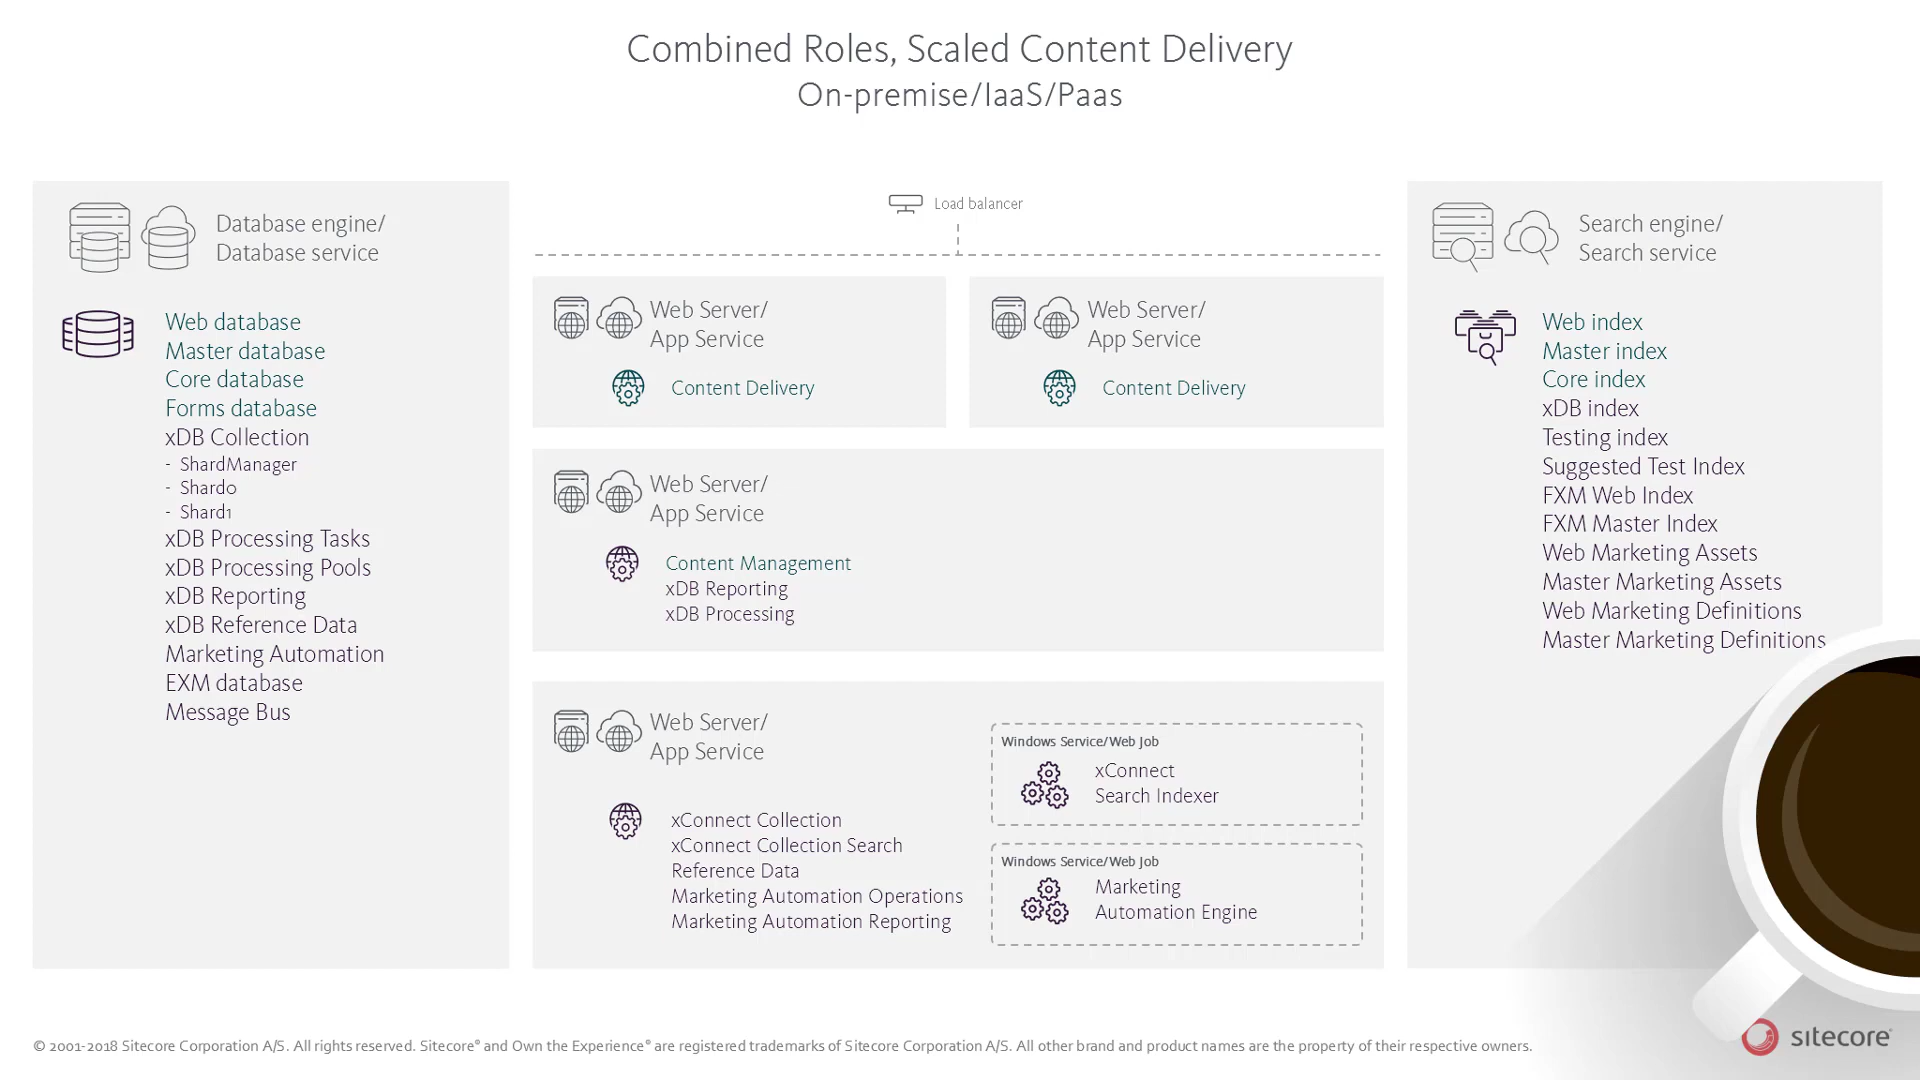 Combined Roles, Scaled Content Delivery
On-premise/IaaS/Paas
Database engine/
Database service
Web database
Master database
Core database
Forms database
xDB Collection
- ShardManager
- Shard0
- Shard1
xDB Processing Tasks
xDB Processing Pools
xDB Reporting
xDB Reference Data
Marketing Automation
EXM database
Message Bus
Load balancer
Web Server/
App Service
Content Delivery
Web Server/
App Service
Content Delivery
Web Server/
App Service
Content Management
xDB Reporting
xDB Processing
Web Server/
App Service
xConnect Collection
xConnect Collection Search
Reference Data
Marketing Automation Operations
Marketing Automation Reporting
Windows Service/Web Job
xConnect
Search Indexer
Windows Service/Web Job
Marketing
Automation Engine
Search engine/
Search service
Web index
Master index
Core index
xDB index
Testing index
Suggested Test Index
FXM Web Index
FXM Master Index
Web Marketing Assets
Master Marketing Assets
Web Marketing Definitions
Master Marketing Definitions
© 2001-2018 Sitecore Corporation A/S. All rights reserved. Sitecore® and Own the Experience® are registered trademarks of Sitecore Corporation A/S. All other brand and product names are the property of their respective owners.
sitecore